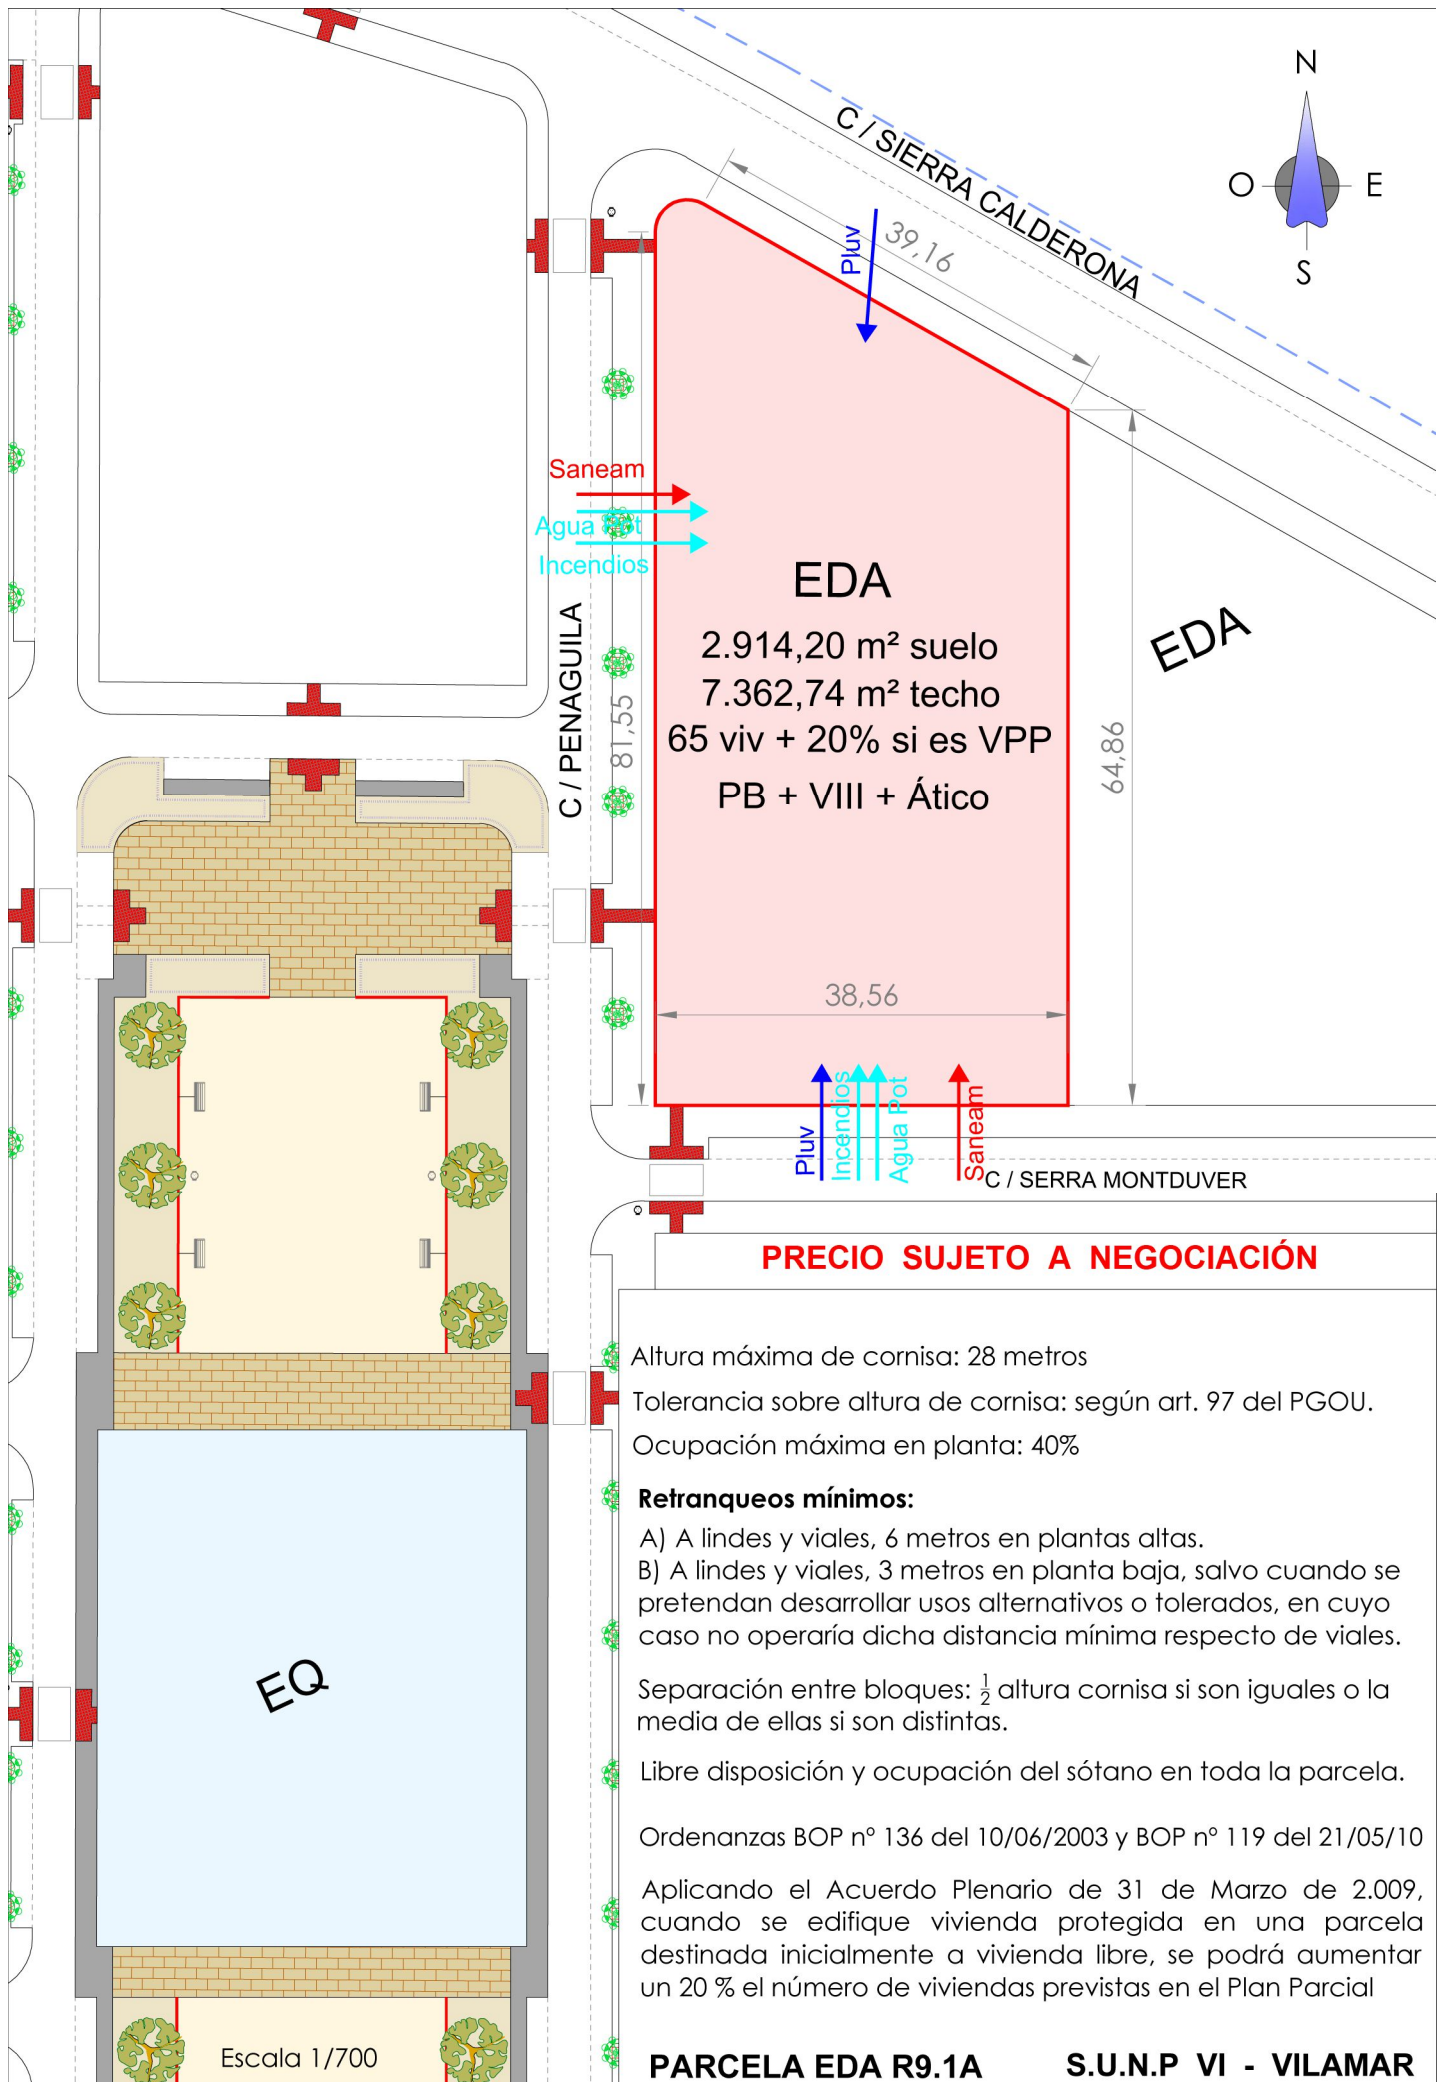 N
O
E
S
C / SIERRA CALDERONA
39,16
Pluv
Saneam
Agua Pot
Incendios
EDA
2.914,20 m² suelo
7.362,74 m² techo
65 viv + 20% si es VPP
PB + VIII + Ático
EDA
C / PENAGUILA
81,55
64,86
38,56
Pluv
Incendios
Agua Pot
Saneam
C / SERRA MONTDUVER
PRECIO SUJETO A NEGOCIACIÓN
Altura máxima de cornisa: 28 metros
Tolerancia sobre altura de cornisa: según art. 97 del PGOU.
Ocupación máxima en planta: 40%
Retranqueos mínimos:
A) A lindes y viales, 6 metros en plantas altas.
B) A lindes y viales, 3 metros en planta baja, salvo cuando se
pretendan desarrollar usos alternativos o tolerados, en cuyo
caso no operaría dicha distancia mínima respecto de viales.
Separación entre bloques: 1/2 altura cornisa si son iguales o la
media de ellas si son distintas.
Libre disposición y ocupación del sótano en toda la parcela.
Ordenanzas BOP nº 136 del 10/06/2003 y BOP nº 119 del 21/05/10
Aplicando el Acuerdo Plenario de 31 de Marzo de 2.009,
cuando se edifique vivienda protegida en una parcela
destinada inicialmente a vivienda libre, se podrá aumentar
un 20 % el número de viviendas previstas en el Plan Parcial
EQ
Escala 1/700
PARCELA EDA R9.1A S.U.N.P VI - VILAMAR